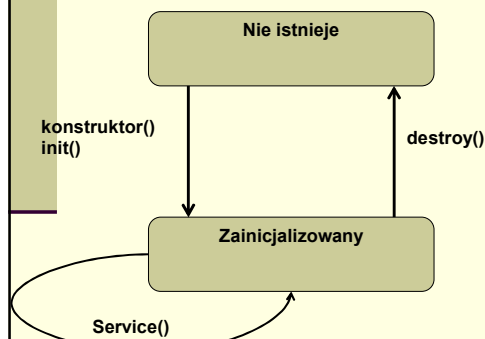 Nie istnieje
konstruktor()
init()
destroy()
Zainicjalizowany
Service()